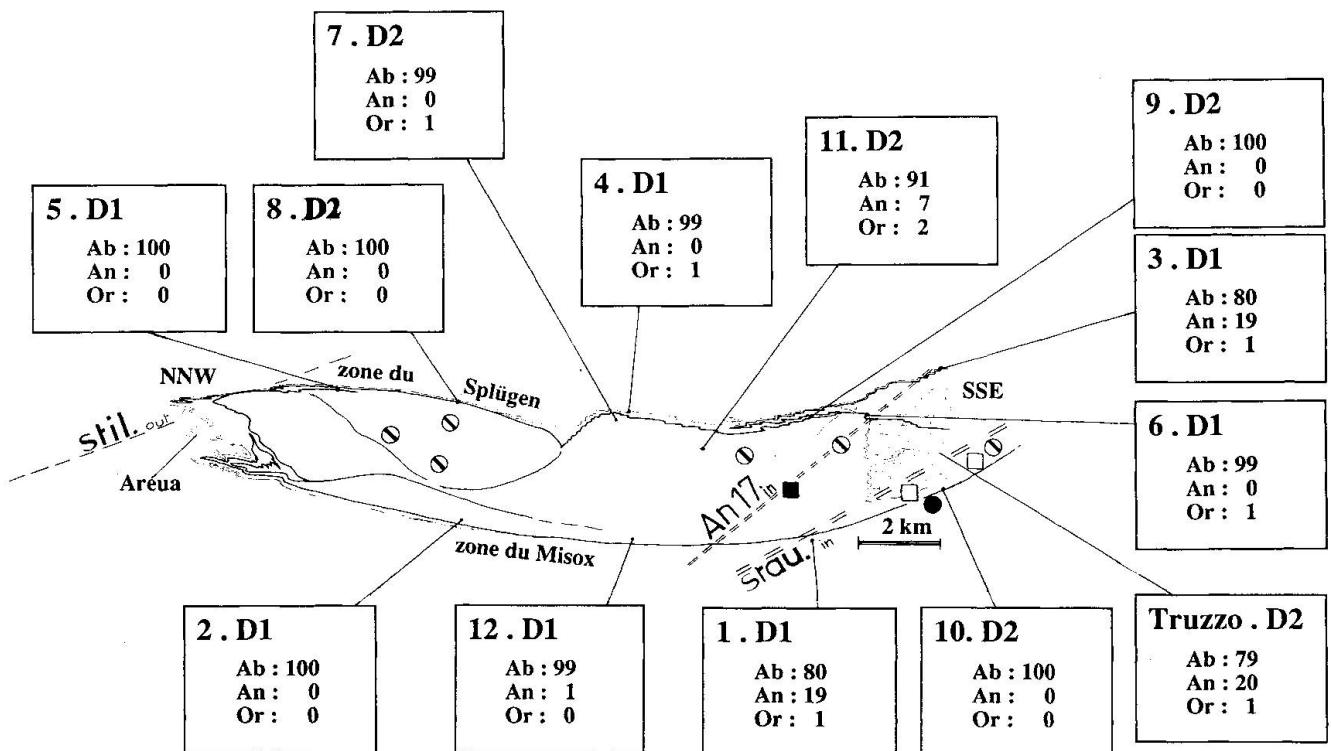 7 . D2
Ab : 99
An : 0
Or : 1
5 . D1
Ab : 100
An : 0
Or : 0
8 . D2
Ab : 100
An : 0
Or : 0
4 . D1
Ab : 99
An : 0
Or : 1
11. D2
Ab : 91
An : 7
Or : 2
9 . D2
Ab : 100
An : 0
Or : 0
3 . D1
Ab : 80
An : 19
Or : 1
NNW
zone du
Splügen
SSE
stil. out
Aréua
An 17 in
srau. in
2 km
zone du Misox
6 . D1
Ab : 99
An : 0
Or : 1
2 . D1
Ab : 100
An : 0
Or : 0
12 . D1
Ab : 99
An : 1
Or : 0
1 . D1
Ab : 80
An : 19
Or : 1
10. D2
Ab : 100
An : 0
Or : 0
Truzzo . D2
Ab : 79
An : 20
Or : 1